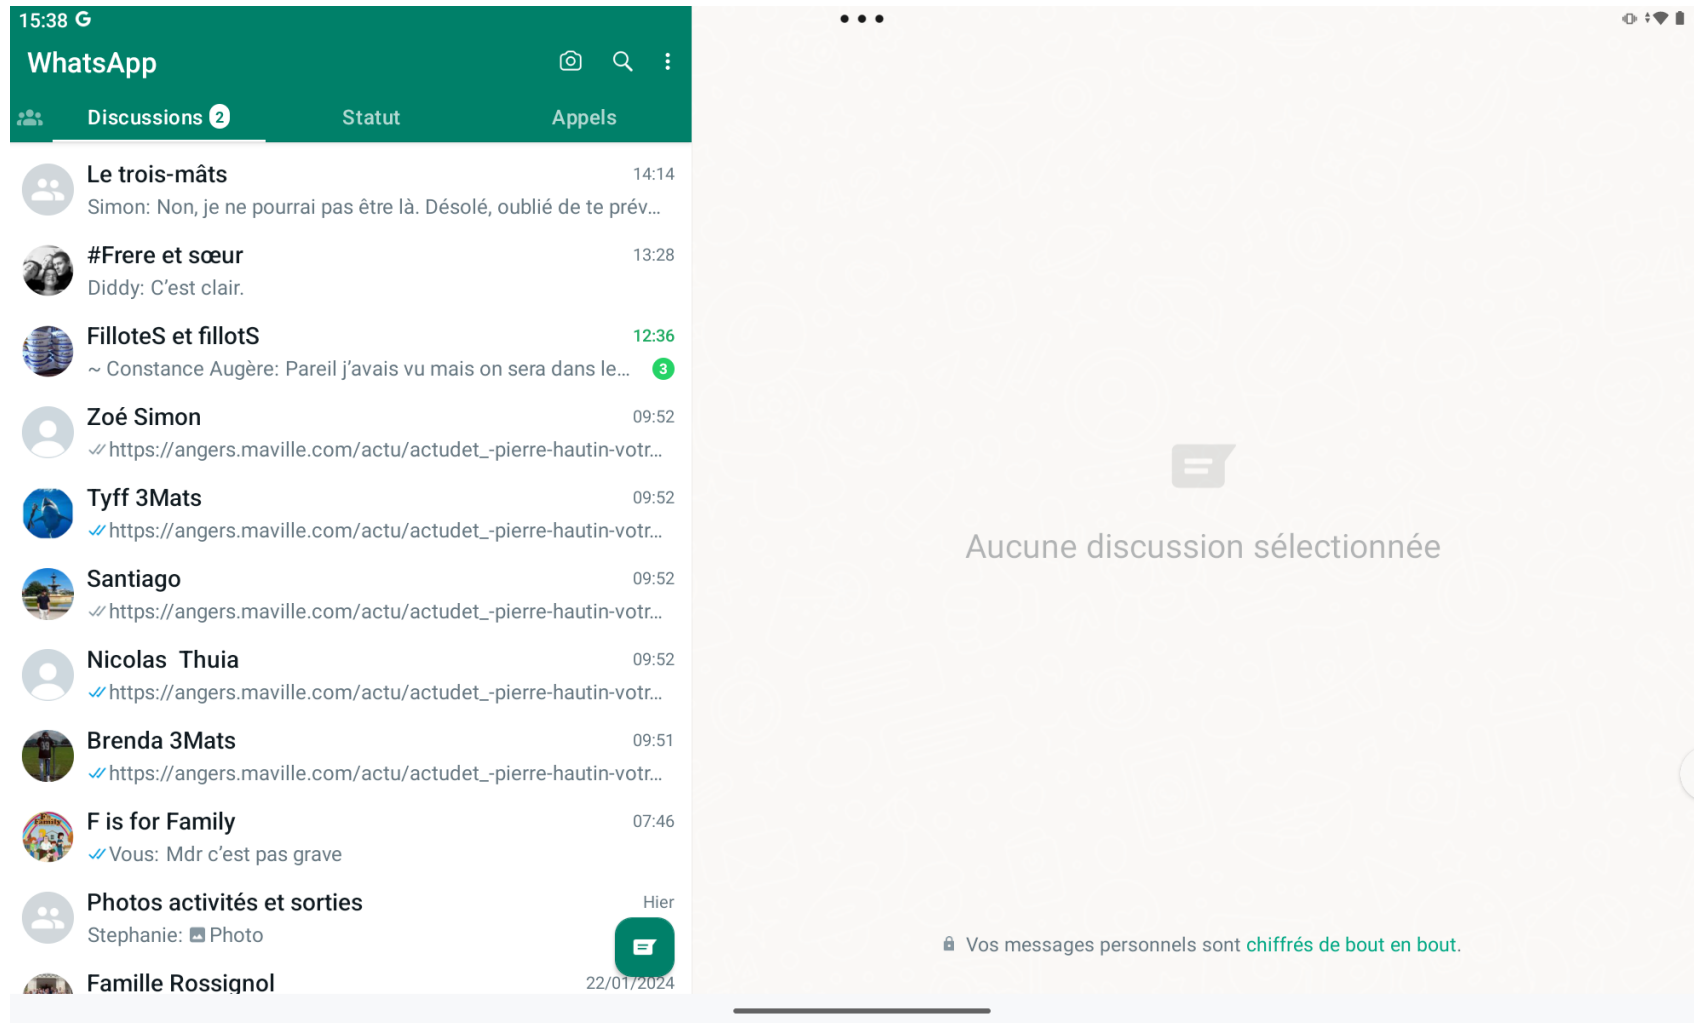 15:38 G
WhatsApp
Discussions 2 Statut Appels
Le trois-mâts 14:14
Simon: Non, je ne pourrai pas être là. Désolé, oublié de te prév...
#Frere et sœur 13:28
Diddy: C’est clair.
FilloteS et fillotS 12:36
~ Constance Augère: Pareil j’avais vu mais on sera dans le... 3
Zoé Simon 09:52
https://angers.maville.com/actu/actudet_-pierre-hautin-votr...
Tyff 3Mats 09:52
https://angers.maville.com/actu/actudet_-pierre-hautin-votr...
Santiago 09:52
https://angers.maville.com/actu/actudet_-pierre-hautin-votr...
Nicolas  Thuia 09:52
https://angers.maville.com/actu/actudet_-pierre-hautin-votr...
Brenda 3Mats 09:51
https://angers.maville.com/actu/actudet_-pierre-hautin-votr...
F is for Family 07:46
Vous: Mdr c’est pas grave
Photos activités et sorties Hier
Stephanie: Photo
Famille Rossignol 22/01/2024
Aucune discussion sélectionnée
Vos messages personnels sont chiffrés de bout en bout.